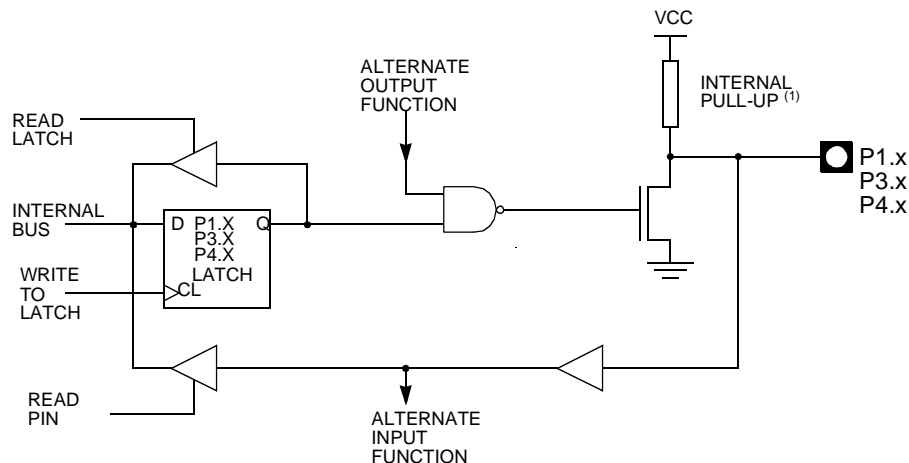 VCC
ALTERNATE
OUTPUT
FUNCTION
INTERNAL
PULL-UP (1)
READ
LATCH
P1.x
P3.x
P4.x
INTERNAL
BUS
D P1.X Q
P3.X
P4.X
LATCH
CL
WRITE
TO
LATCH
READ
PIN
ALTERNATE
INPUT
FUNCTION